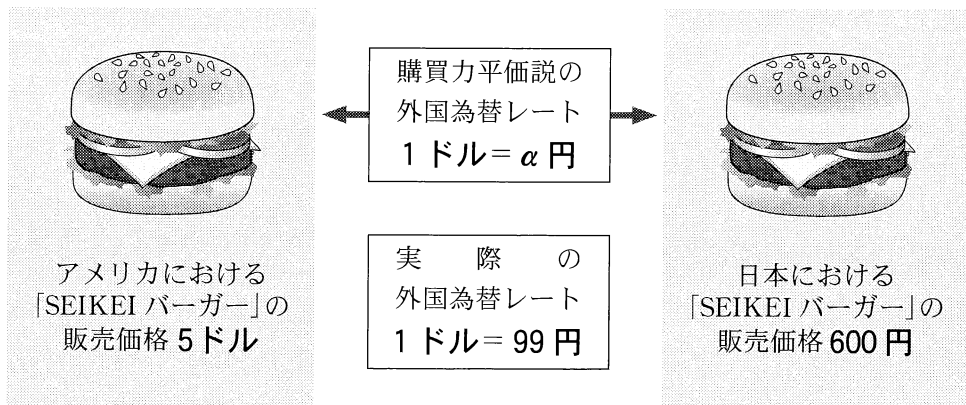 購買力平価説の
外国為替レート
1ドル=α円
実際の
外国為替レート
1ドル=99円
アメリカにおける
「SEIKEIバーガー」の
販売価格5ドル
日本における
「SEIKEIバーガー」の
販売価格600円